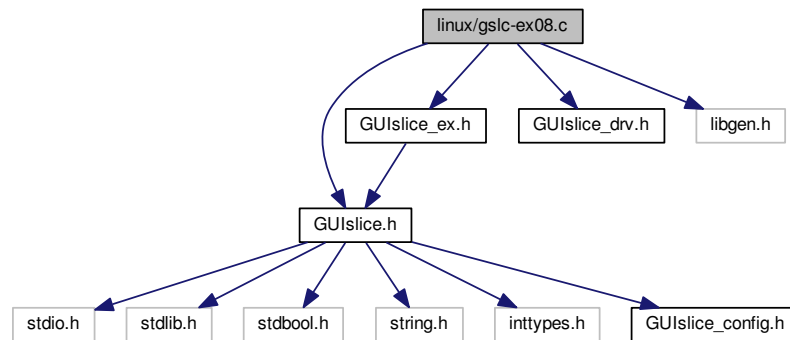 linux/gslc-ex08.c
GUIslice_ex.h
GUIslice_drv.h
libgen.h
GUIslice.h
stdio.h
stdlib.h
stdbool.h
string.h
inttypes.h
GUIslice_config.h